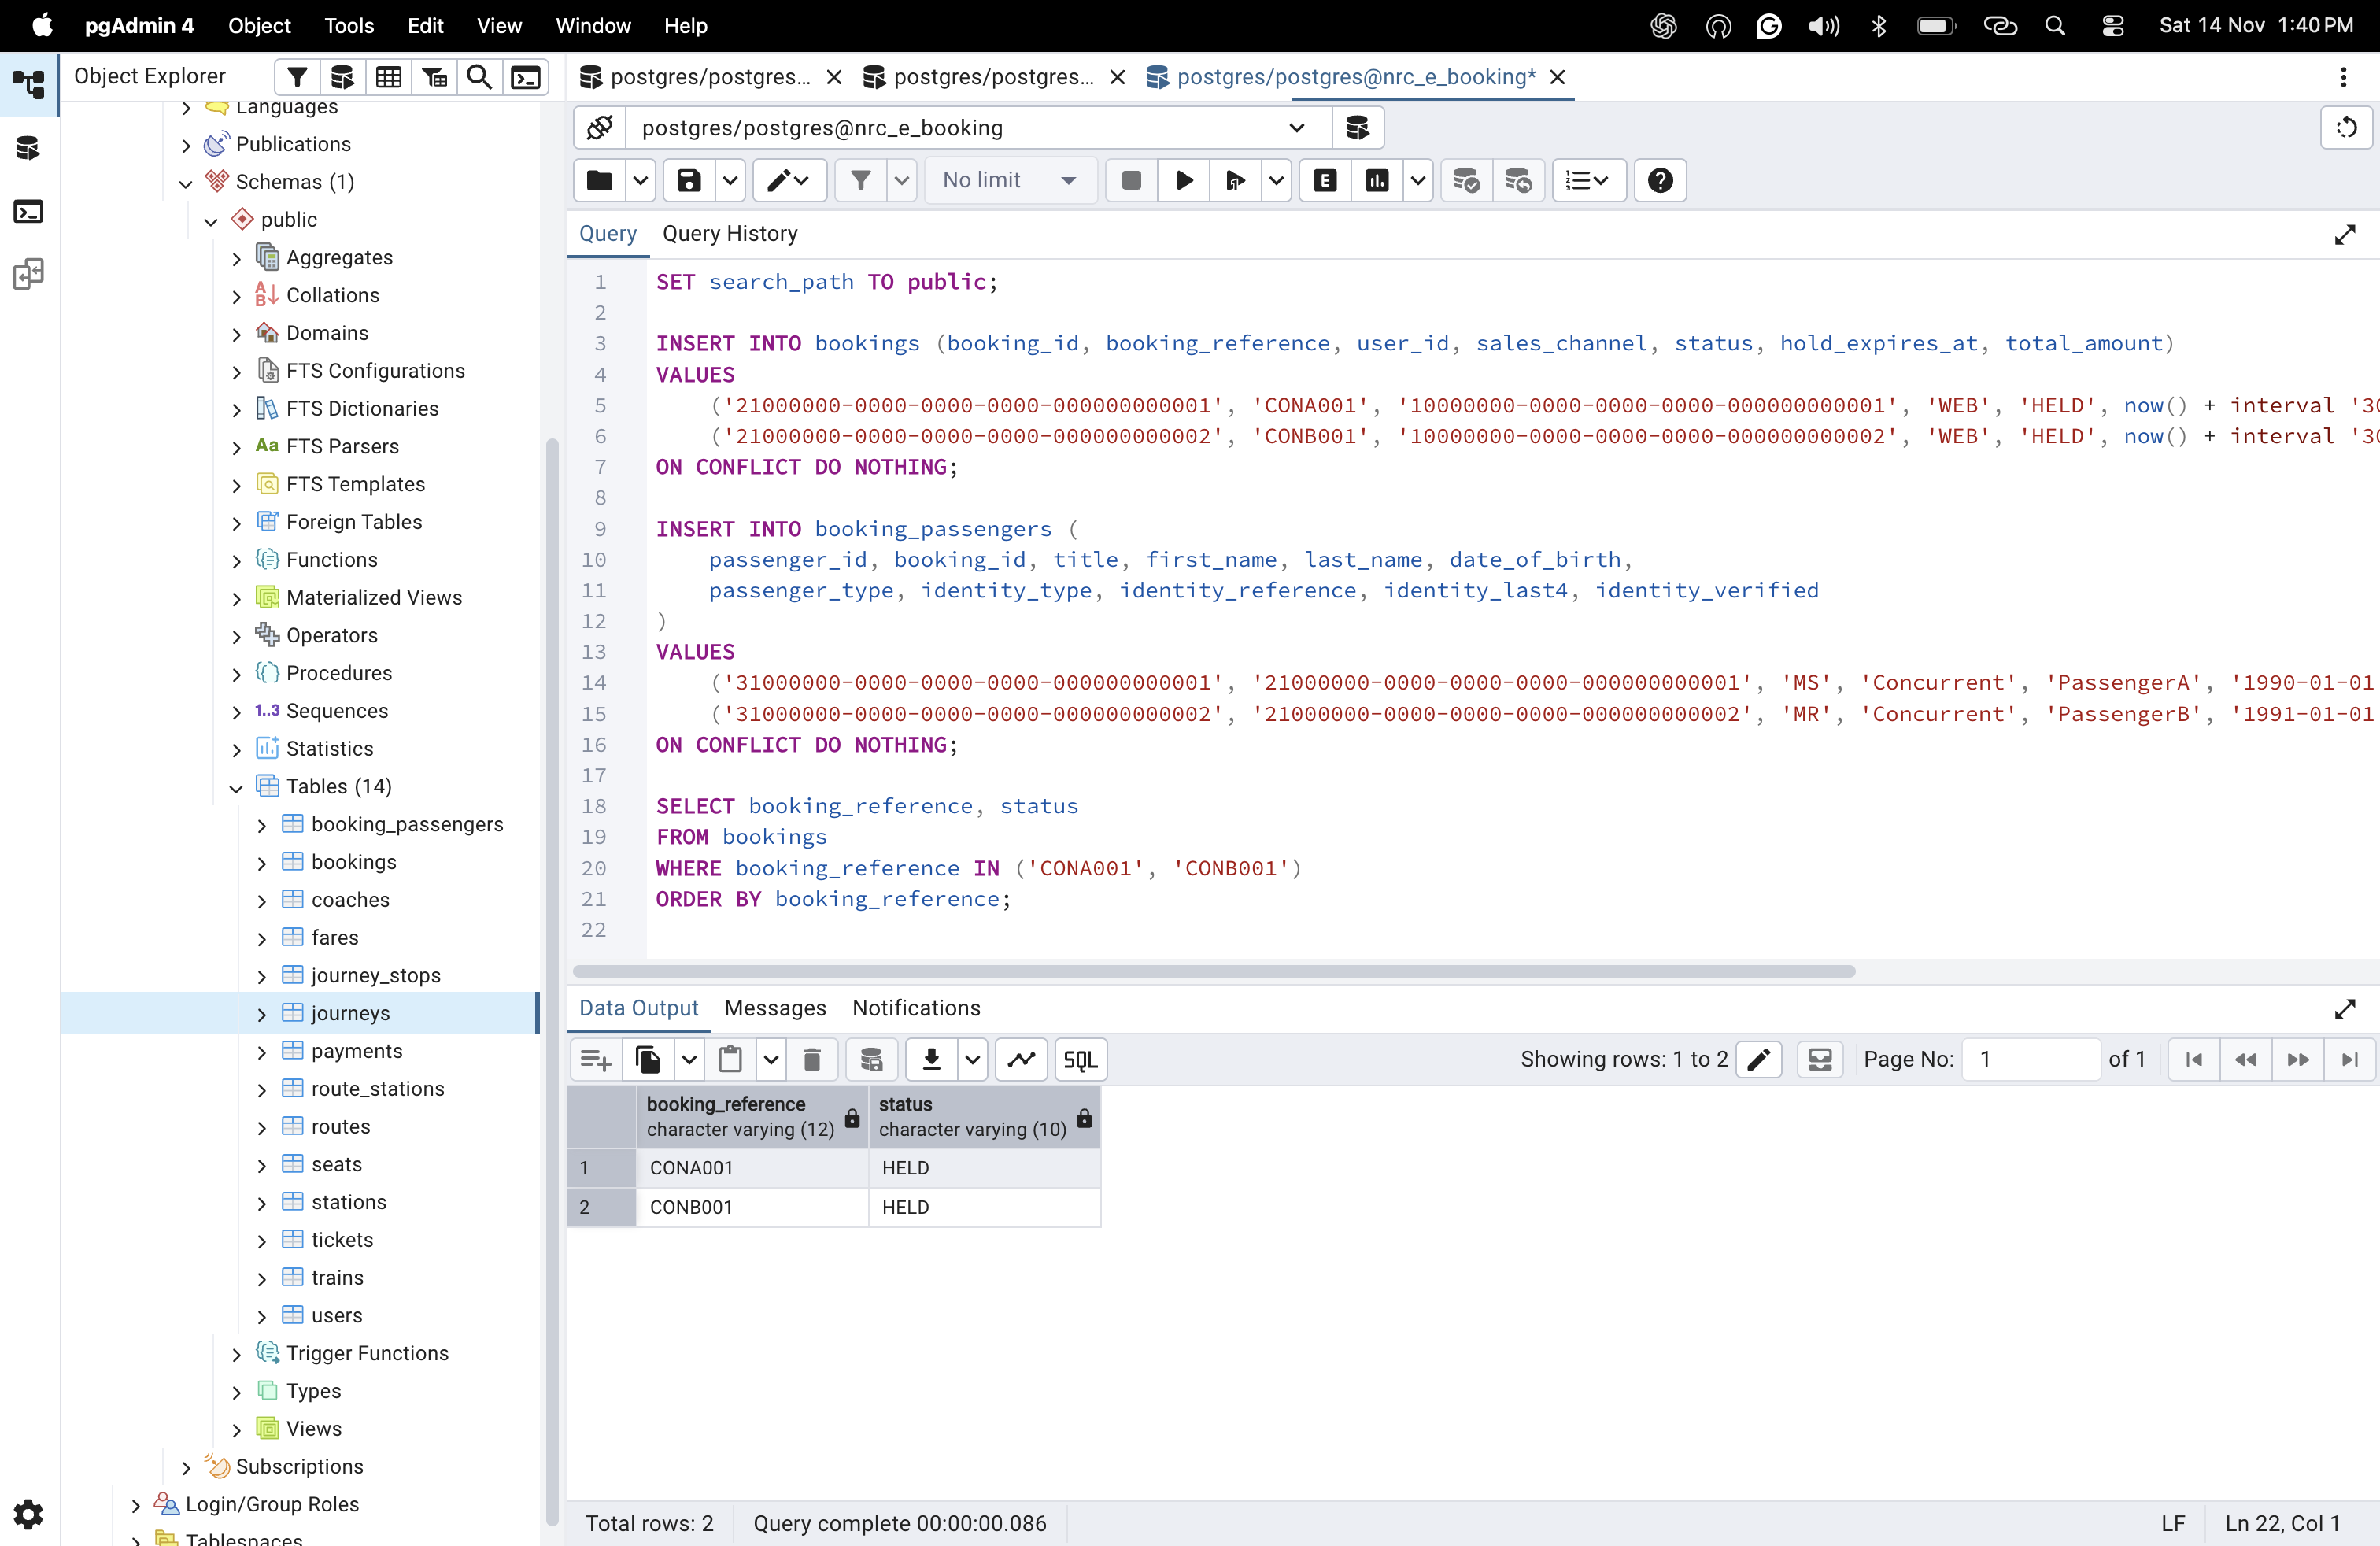 pgAdmin 4 Object Tools Edit View Window Help Sat 14 Nov 1:40 PM
Object Explorer
postgres/postgres...
postgres/postgres...
postgres/postgres@nrc_e_booking*
Languages
Publications
Schemas (1)
public
Aggregates
Collations
Domains
FTS Configurations
FTS Dictionaries
Aa FTS Parsers
FTS Templates
Foreign Tables
Functions
Materialized Views
Operators
Procedures
1..3 Sequences
Statistics
Tables (14)
booking_passengers
bookings
coaches
fares
journey_stops
journeys
payments
route_stations
routes
seats
stations
tickets
trains
users
Trigger Functions
Types
Views
Subscriptions
Login/Group Roles
Tablespaces
postgres/postgres@nrc_e_booking
No limit
E
Query Query History
1 SET search_path TO public;
2
3 INSERT INTO bookings (booking_id, booking_reference, user_id, sales_channel, status, hold_expires_at, total_amount)
4 VALUES
5 ('21000000-0000-0000-0000-000000000001', 'CONA001', '10000000-0000-0000-0000-000000000001', 'WEB', 'HELD', now() + interval '30
6 ('21000000-0000-0000-0000-000000000002', 'CONB001', '10000000-0000-0000-0000-000000000002', 'WEB', 'HELD', now() + interval '30
7 ON CONFLICT DO NOTHING;
8
9 INSERT INTO booking_passengers (
10 passenger_id, booking_id, title, first_name, last_name, date_of_birth,
11 passenger_type, identity_type, identity_reference, identity_last4, identity_verified
12 )
13 VALUES
14 ('31000000-0000-0000-0000-000000000001', '21000000-0000-0000-0000-000000000001', 'MS', 'Concurrent', 'PassengerA', '1990-01-01
15 ('31000000-0000-0000-0000-000000000002', '21000000-0000-0000-0000-000000000002', 'MR', 'Concurrent', 'PassengerB', '1991-01-01
16 ON CONFLICT DO NOTHING;
17
18 SELECT booking_reference, status
19 FROM bookings
20 WHERE booking_reference IN ('CONA001', 'CONB001')
21 ORDER BY booking_reference;
22
Data Output Messages Notifications
SQL Showing rows: 1 to 2 Page No: 1 of 1
booking_reference status
character varying (12) character varying (10)
1 CONA001 HELD
2 CONB001 HELD
Total rows: 2 Query complete 00:00:00.086 LF Ln 22, Col 1